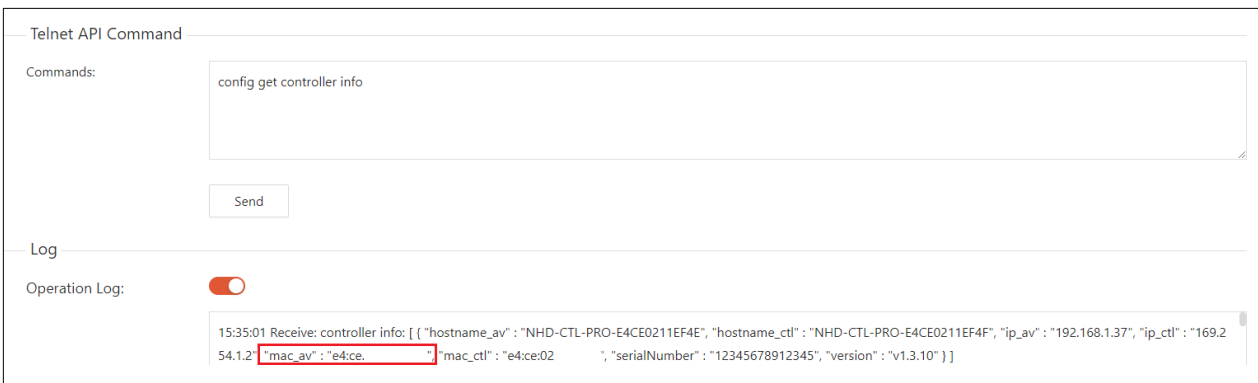 Telnet API Command
Commands:
config get controller info
Send
Log
Operation Log:
15:35:01 Receive: controller info: [ { "hostname_av" : "NHD-CTL-PRO-E4CE0211EF4E", "hostname_ctl" : "NHD-CTL-PRO-E4CE0211EF4F", "ip_av" : "192.168.1.37", "ip_ctl" : "169.2
54.1.2", "mac_av" : "e4:ce. ", "mac_ctl" : "e4:ce:02 ", "serialNumber" : "12345678912345", "version" : "v1.3.10" } ]